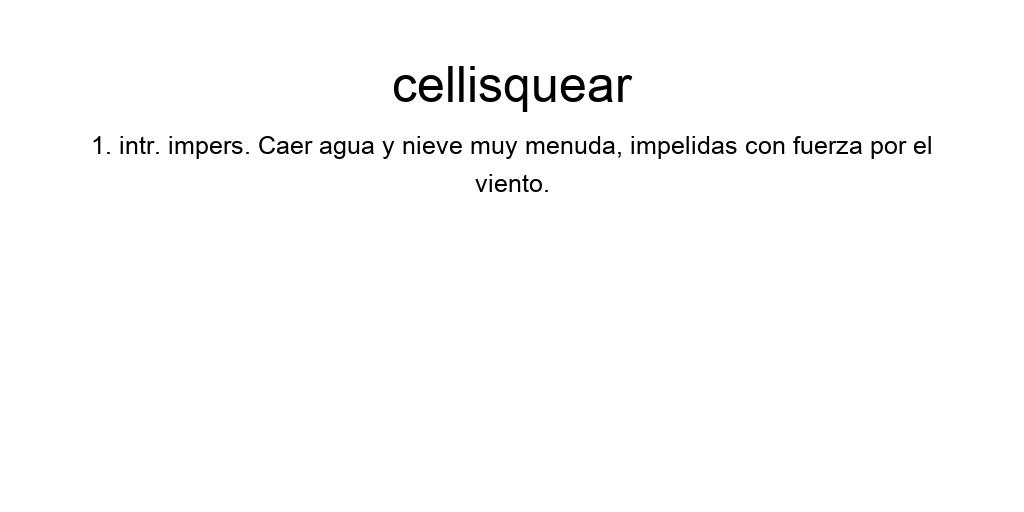 cellisquear
1. intr. impers. Caer agua y nieve muy menuda, impelidas con fuerza por el
viento.